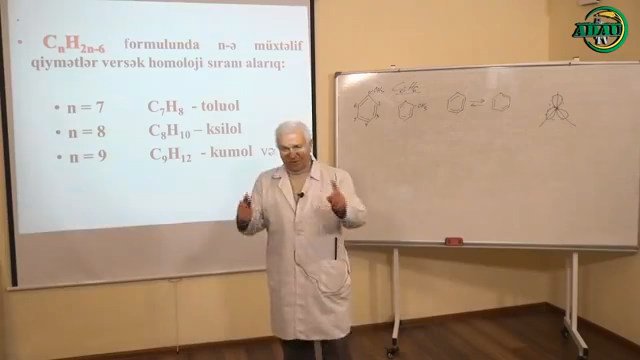 • CnH2n-6 formulunda n-ə müxtəlif
qiymətlər versək homoloji sıranı alarıq:
• n = 7 C7H8 - toluol
• n = 8 C8H10 – ksilol
• n = 9 C9H12 - kumol və
ADAU
TV